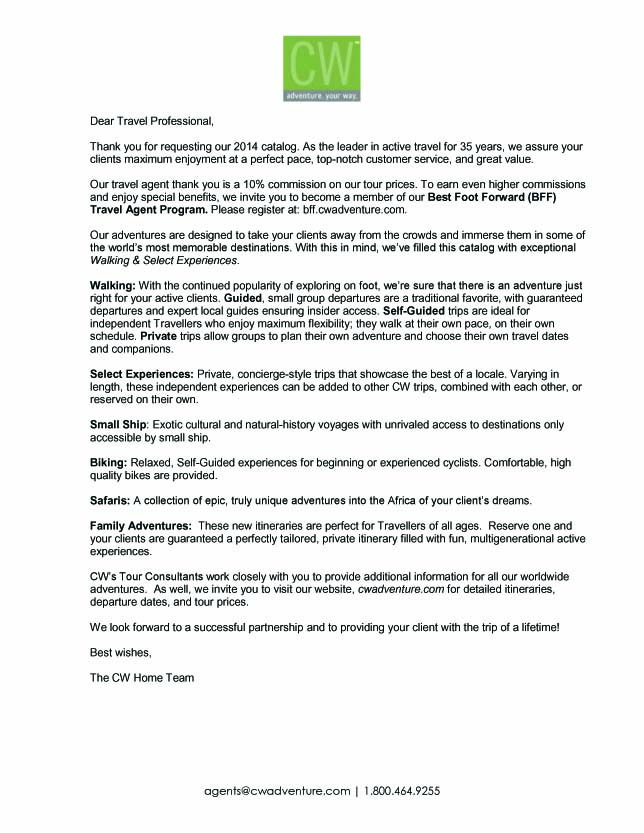 CW™
adventure. your way.
Dear Travel Professional,
Thank you for requesting our 2014 catalog. As the leader in active travel for 35 years, we assure your
clients maximum enjoyment at a perfect pace, top-notch customer service, and great value.
Our travel agent thank you is a 10% commission on our tour prices. To earn even higher commissions
and enjoy special benefits, we invite you to become a member of our Best Foot Forward (BFF)
Travel Agent Program. Please register at: bff.cwadventure.com.
Our adventures are designed to take your clients away from the crowds and immerse them in some of
the world's most memorable destinations. With this in mind, we've filled this catalog with exceptional
Walking & Select Experiences.
Walking: With the continued popularity of exploring on foot, we're sure that there is an adventure just
right for your active clients. Guided, small group departures are a traditional favorite, with guaranteed
departures and expert local guides ensuring insider access. Self-Guided trips are ideal for
independent Travellers who enjoy maximum flexibility; they walk at their own pace, on their own
schedule. Private trips allow groups to plan their own adventure and choose their own travel dates
and companions.
Select Experiences: Private, concierge-style trips that showcase the best of a locale. Varying in
length, these independent experiences can be added to other CW trips, combined with each other, or
reserved on their own.
Small Ship: Exotic cultural and natural-history voyages with unrivaled access to destinations only
accessible by small ship.
Biking: Relaxed, Self-Guided experiences for beginning or experienced cyclists. Comfortable, high
quality bikes are provided.
Safaris: A collection of epic, truly unique adventures into the Africa of your client's dreams.
Family Adventures: These new itineraries are perfect for Travellers of all ages. Reserve one and
your clients are guaranteed a perfectly tailored, private itinerary filled with fun, multigenerational active
experiences.
CW's Tour Consultants work closely with you to provide additional information for all our worldwide
adventures. As well, we invite you to visit our website, cwadventure.com for detailed itineraries,
departure dates, and tour prices.
We look forward to a successful partnership and to providing your client with the trip of a lifetime!
Best wishes,
The CW Home Team
agents@cwadventure.com | 1.800.464.9255